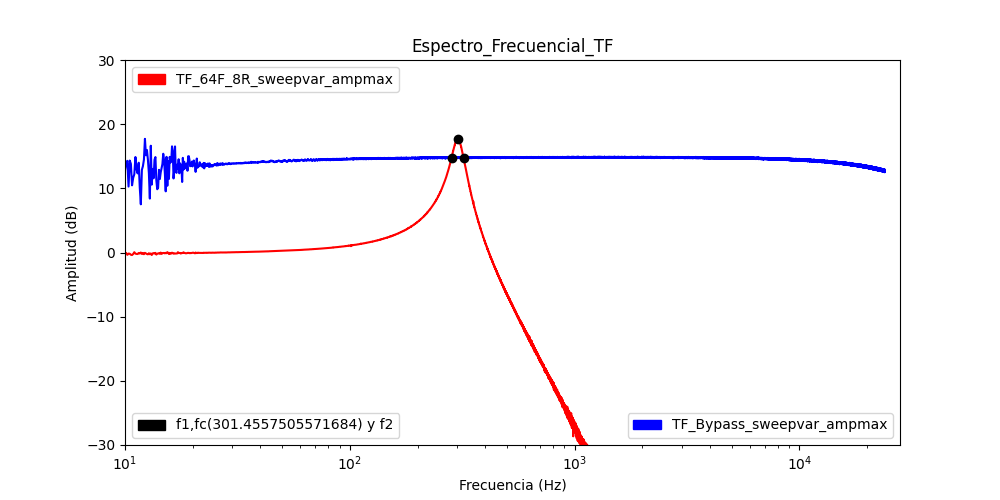 Espectro_Frecuencial_TF
30
20
10
0
−10
−20
−30
Amplitud (dB)
TF_64F_8R_sweepvar_ampmax
f1,fc(301.4557505571684) y f2
TF_Bypass_sweepvar_ampmax
10¹
10²
10³
10⁴
Frecuencia (Hz)